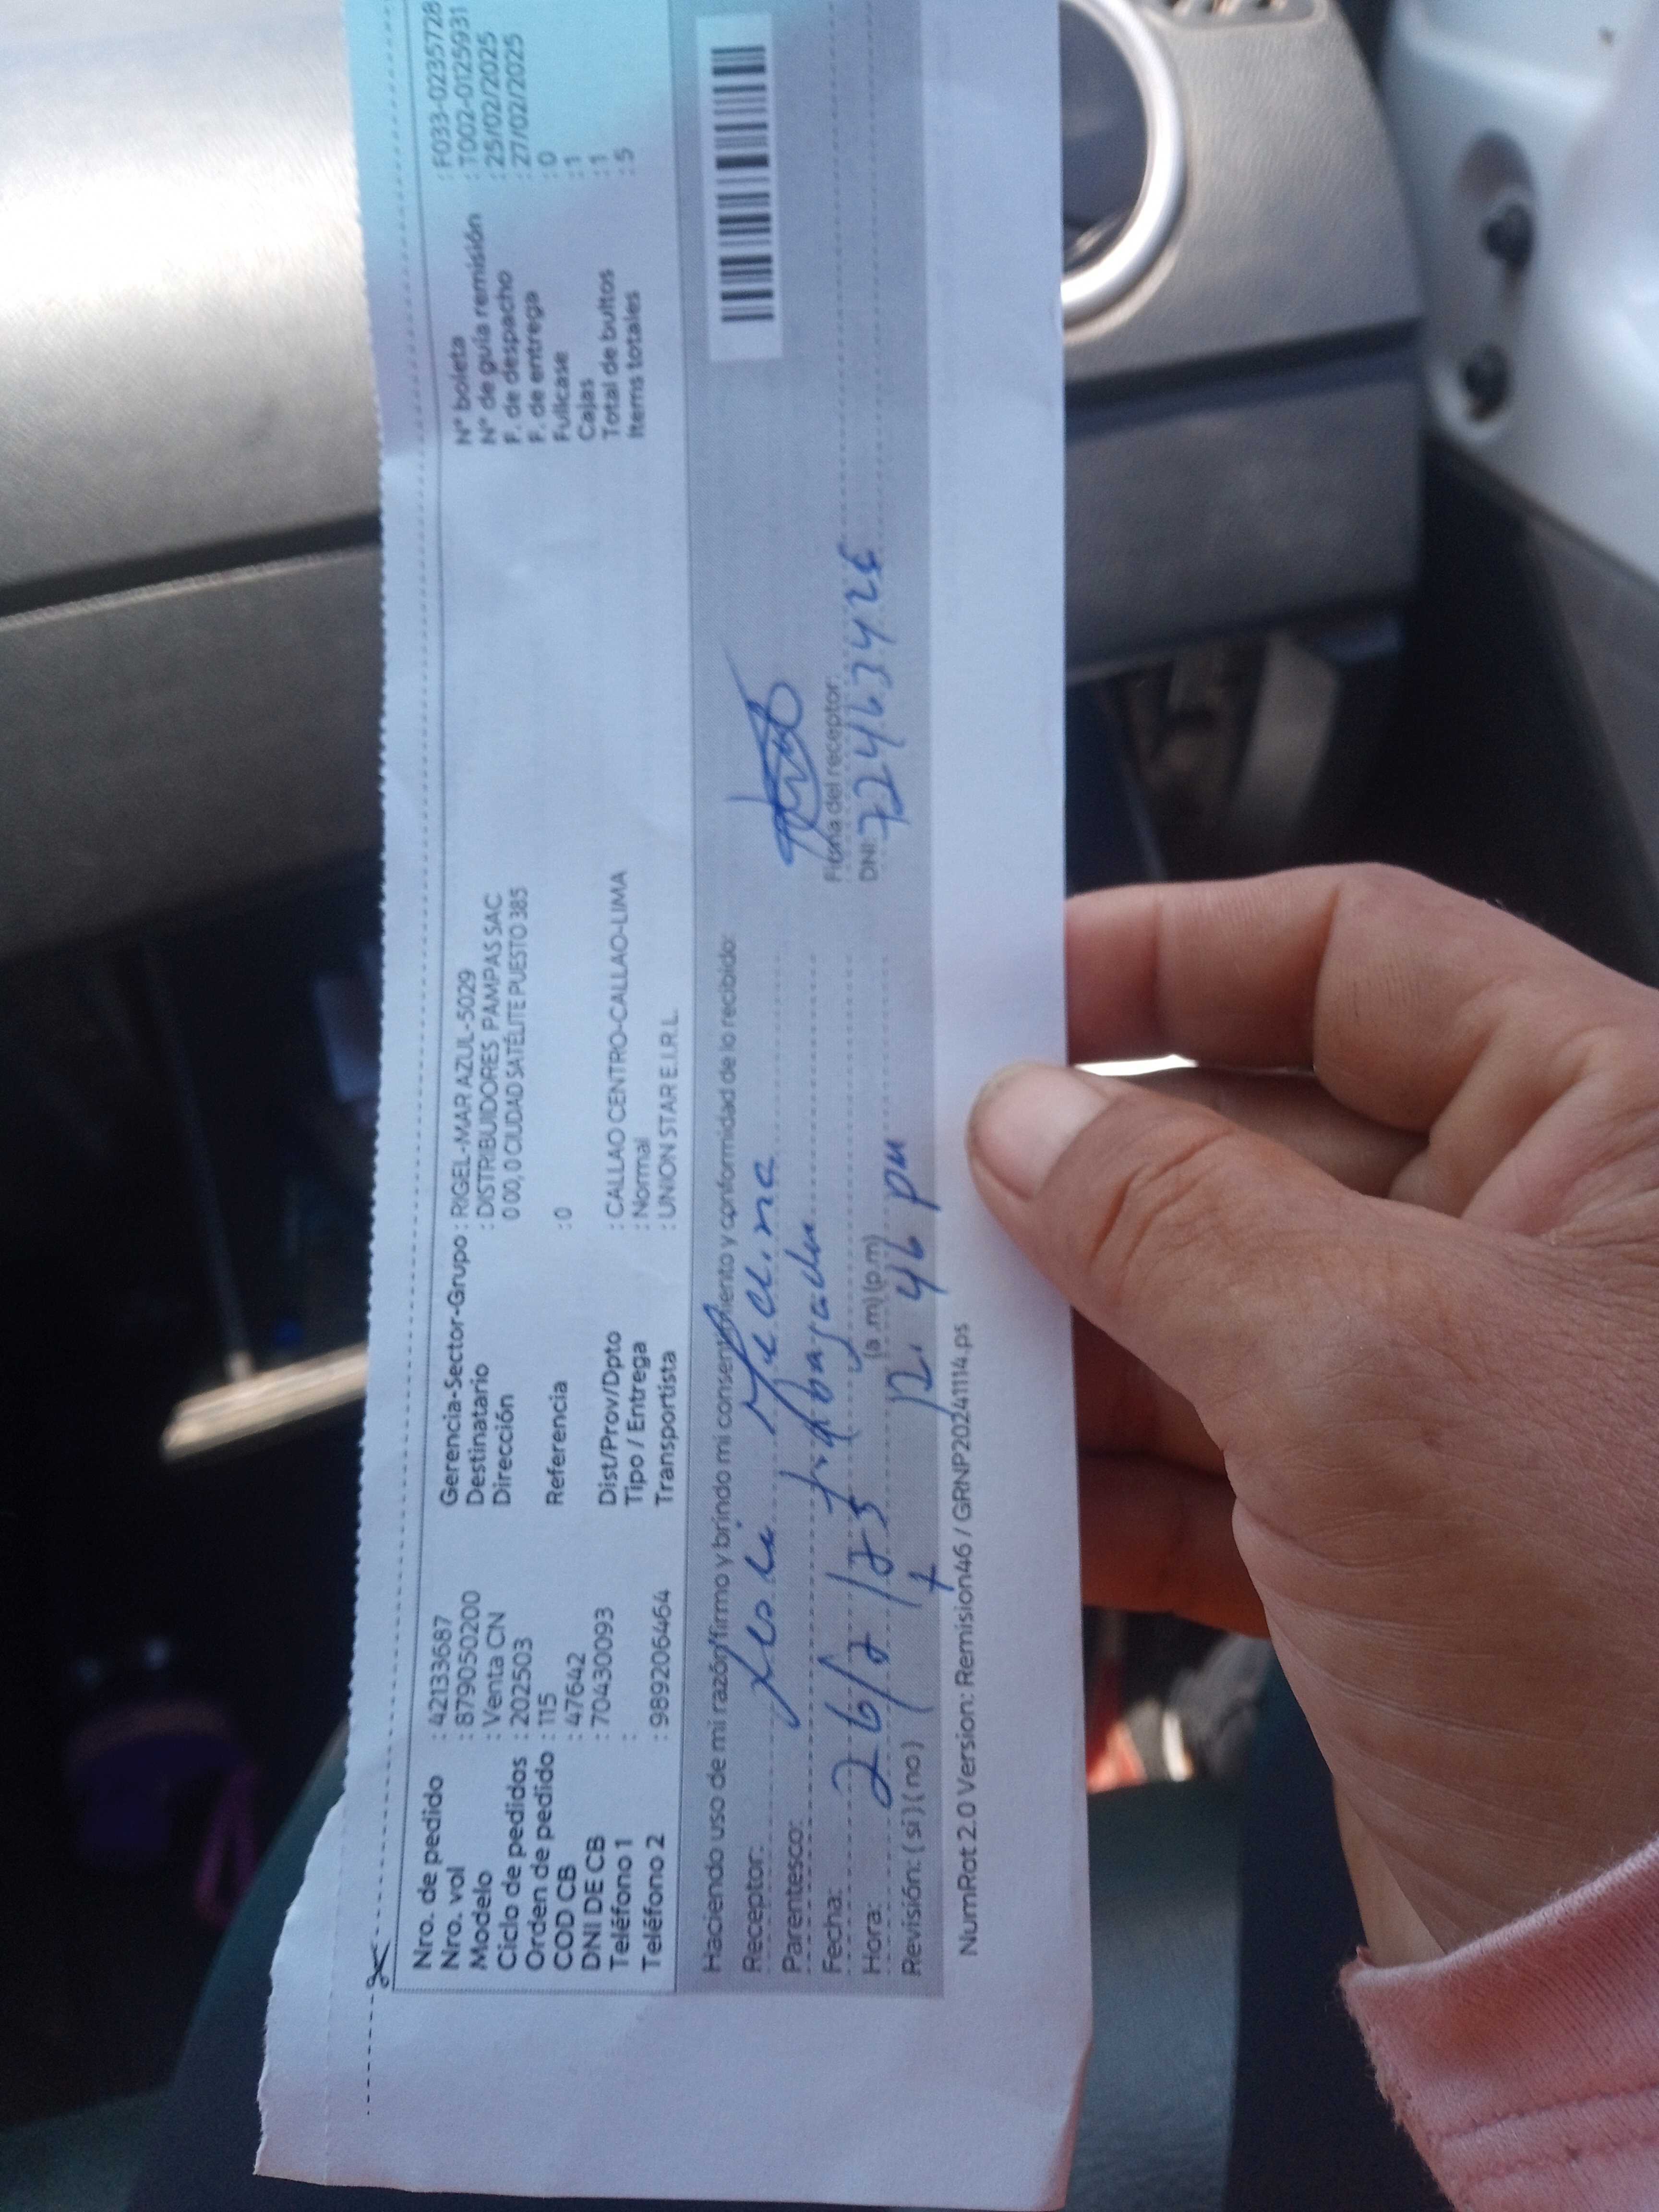 Nro. de pedido : 42133687
Nro. vol : 879050200
Modelo : Venta CN
Ciclo de pedidos : 202503
Orden de pedido : 115
COD CB : 47642
DNI DE CB : 70430093
Teléfono 1 :
Teléfono 2 : 989206464
Gerencia-Sector-Grupo : RIGEL-MAR AZUL-5029
Destinatario : DISTRIBUIDORES PAMPAS SAC
Dirección 0 00, 0 CIUDAD SATÉLITE PUESTO 385
Referencia : 0
Dist/Prov/Dpto : CALLAO CENTRO-CALLAO-LIMA
Tipo / Entrega : Normal
Transportista : UNION STAR E.I.R.L.
N° boleta : F033-0235728
N° de guía remisión : T002-0125931
F. de despacho : 25/02/2025
F. de entrega : 27/02/2025
Fullcase : 0
Cajas : 1
Total de bultos : 1
Items totales : 5
Haciendo uso de mi razón firmo y brindo mi consentimiento y conformidad de lo recibido:
Receptor:
Parentesco:
Fecha: 26/2/25
Hora: (a.m) (p.m) 12.46 pm
Revisión: ( si ) ( no )
Firma del receptor:
DNI:
NumRot 2.0 Version: Remision46 / GRNP20241114.ps